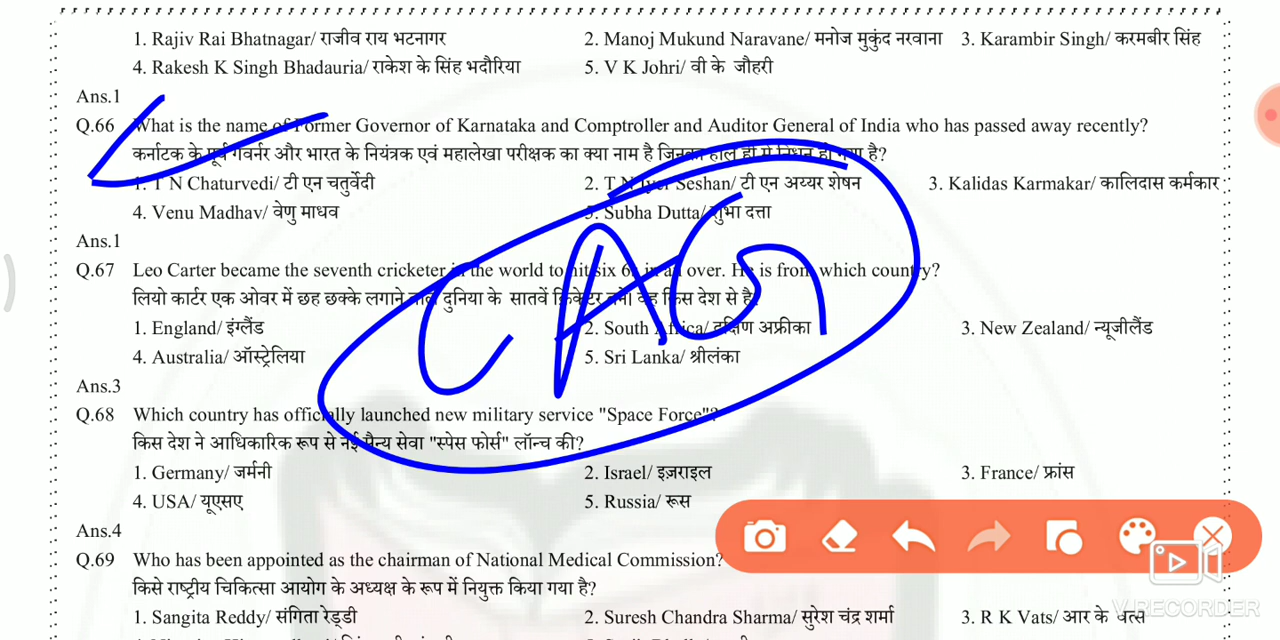 1. Rajiv Rai Bhatnagar/ राजीव राय भटनागर 2. Manoj Mukund Naravane/ मनोज मुकुंद नरवाना 3. Karambir Singh/ करमबीर सिंह
4. Rakesh K Singh Bhadauria/ राकेश के सिंह भदौरिया 5. V K Johri/ वी के जौहरी
Ans.1
Q.66 What is the name of Former Governor of Karnataka and Comptroller and Auditor General of India who has passed away recently?
कर्नाटक के पूर्व गवर्नर और भारत के नियंत्रक एवं महालेखा परीक्षक का क्या नाम है जिनका हाल ही में निधन हो गया है?
1. T N Chaturvedi/ टी एन चतुर्वेदी 2. T N Iyer Seshan/ टी एन अय्यर शेषन 3. Kalidas Karmakar/ कालिदास कर्मकार
4. Venu Madhav/ वेणु माधव 5. Subha Dutta/ शुभा दत्ता
Ans.1
CAG
Q.67 Leo Carter became the seventh cricketer in the world to hit six 6s in an over. He is from which country?
लियो कार्टर एक ओवर में छह छक्के लगाने वाले दुनिया के सातवें क्रिकेटर बने। वह किस देश से है?
1. England/ इंग्लैंड 2. South Africa/ दक्षिण अफ्रीका 3. New Zealand/ न्यूजीलैंड
4. Australia/ ऑस्ट्रेलिया 5. Sri Lanka/ श्रीलंका
Ans.3
Q.68 Which country has officially launched new military service "Space Force"?
किस देश ने आधिकारिक रूप से नई सैन्य सेवा "स्पेस फोर्स" लॉन्च की?
1. Germany/ जर्मनी 2. Israel/ इज़राइल 3. France/ फ्रांस
4. USA/ यूएसए 5. Russia/ रूस
Ans.4
Q.69 Who has been appointed as the chairman of National Medical Commission?
किसे राष्ट्रीय चिकित्सा आयोग के अध्यक्ष के रूप में नियुक्त किया गया है?
1. Sangita Reddy/ संगिता रेड्डी 2. Suresh Chandra Sharma/ सुरेश चंद्र शर्मा 3. R K Vats/ आर के वत्स
V RECORDER